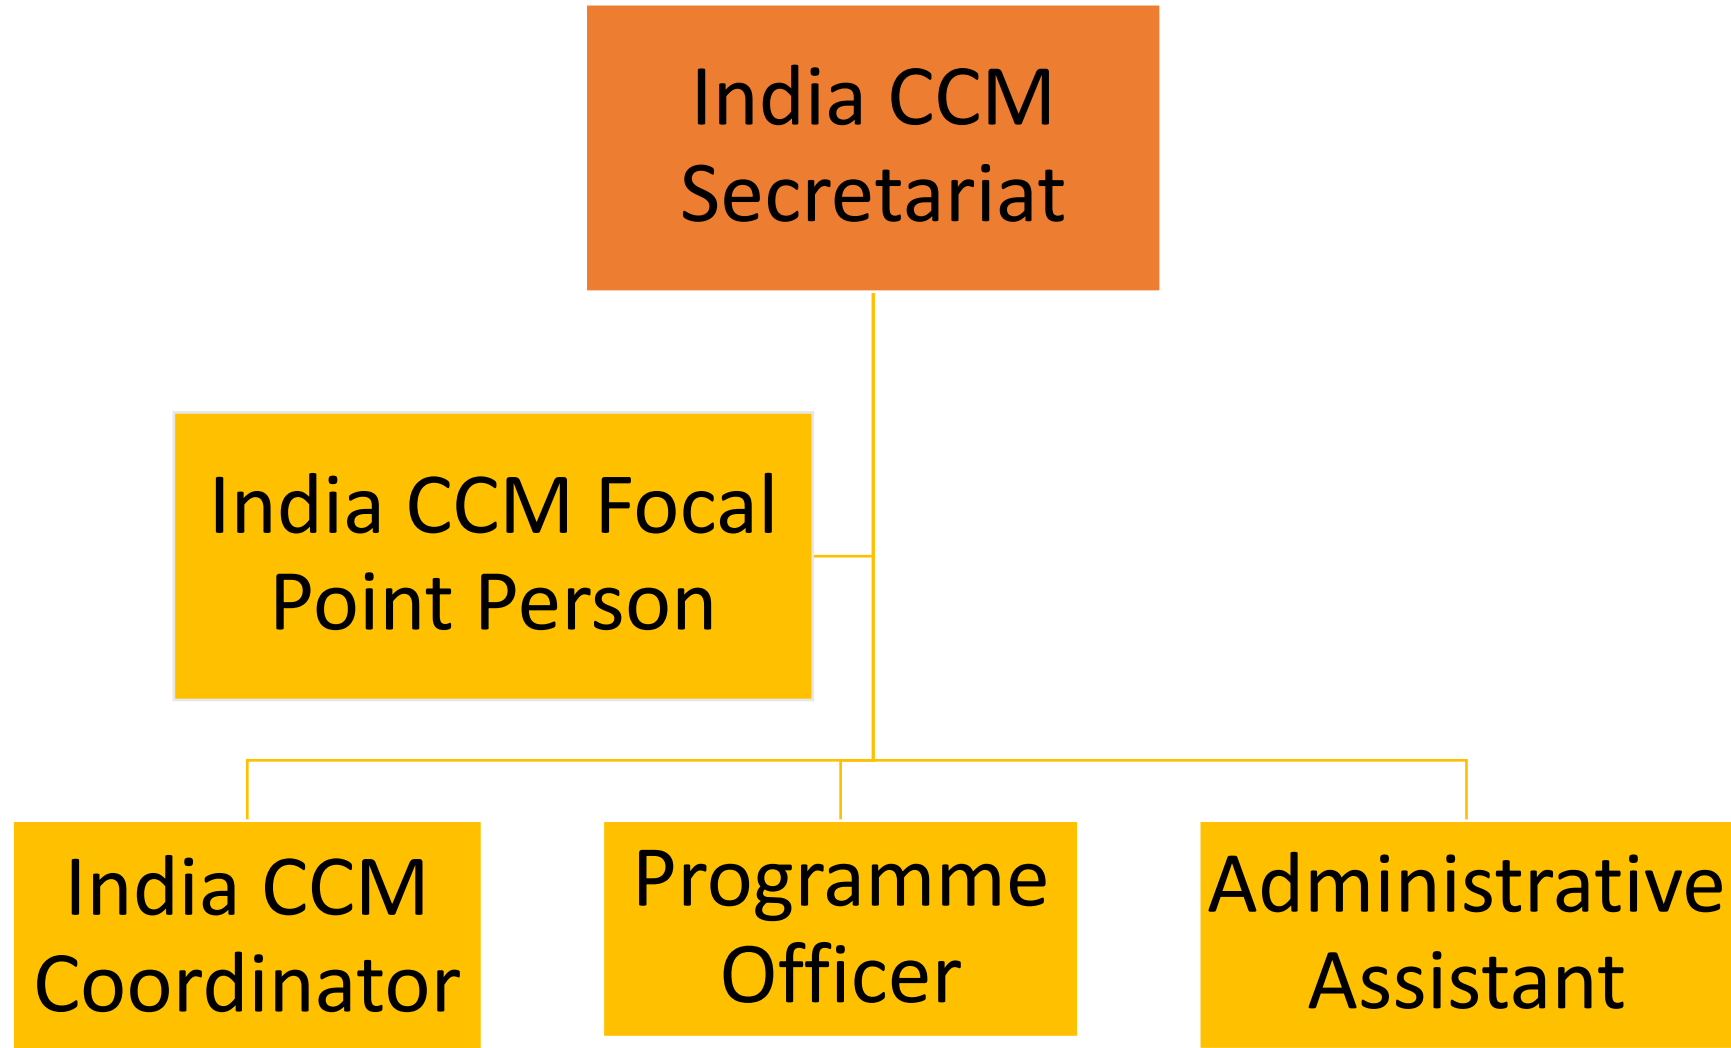 India CCM
Secretariat
India CCM Focal
Point Person
India CCM
Coordinator
Programme
Officer
Administrative
Assistant